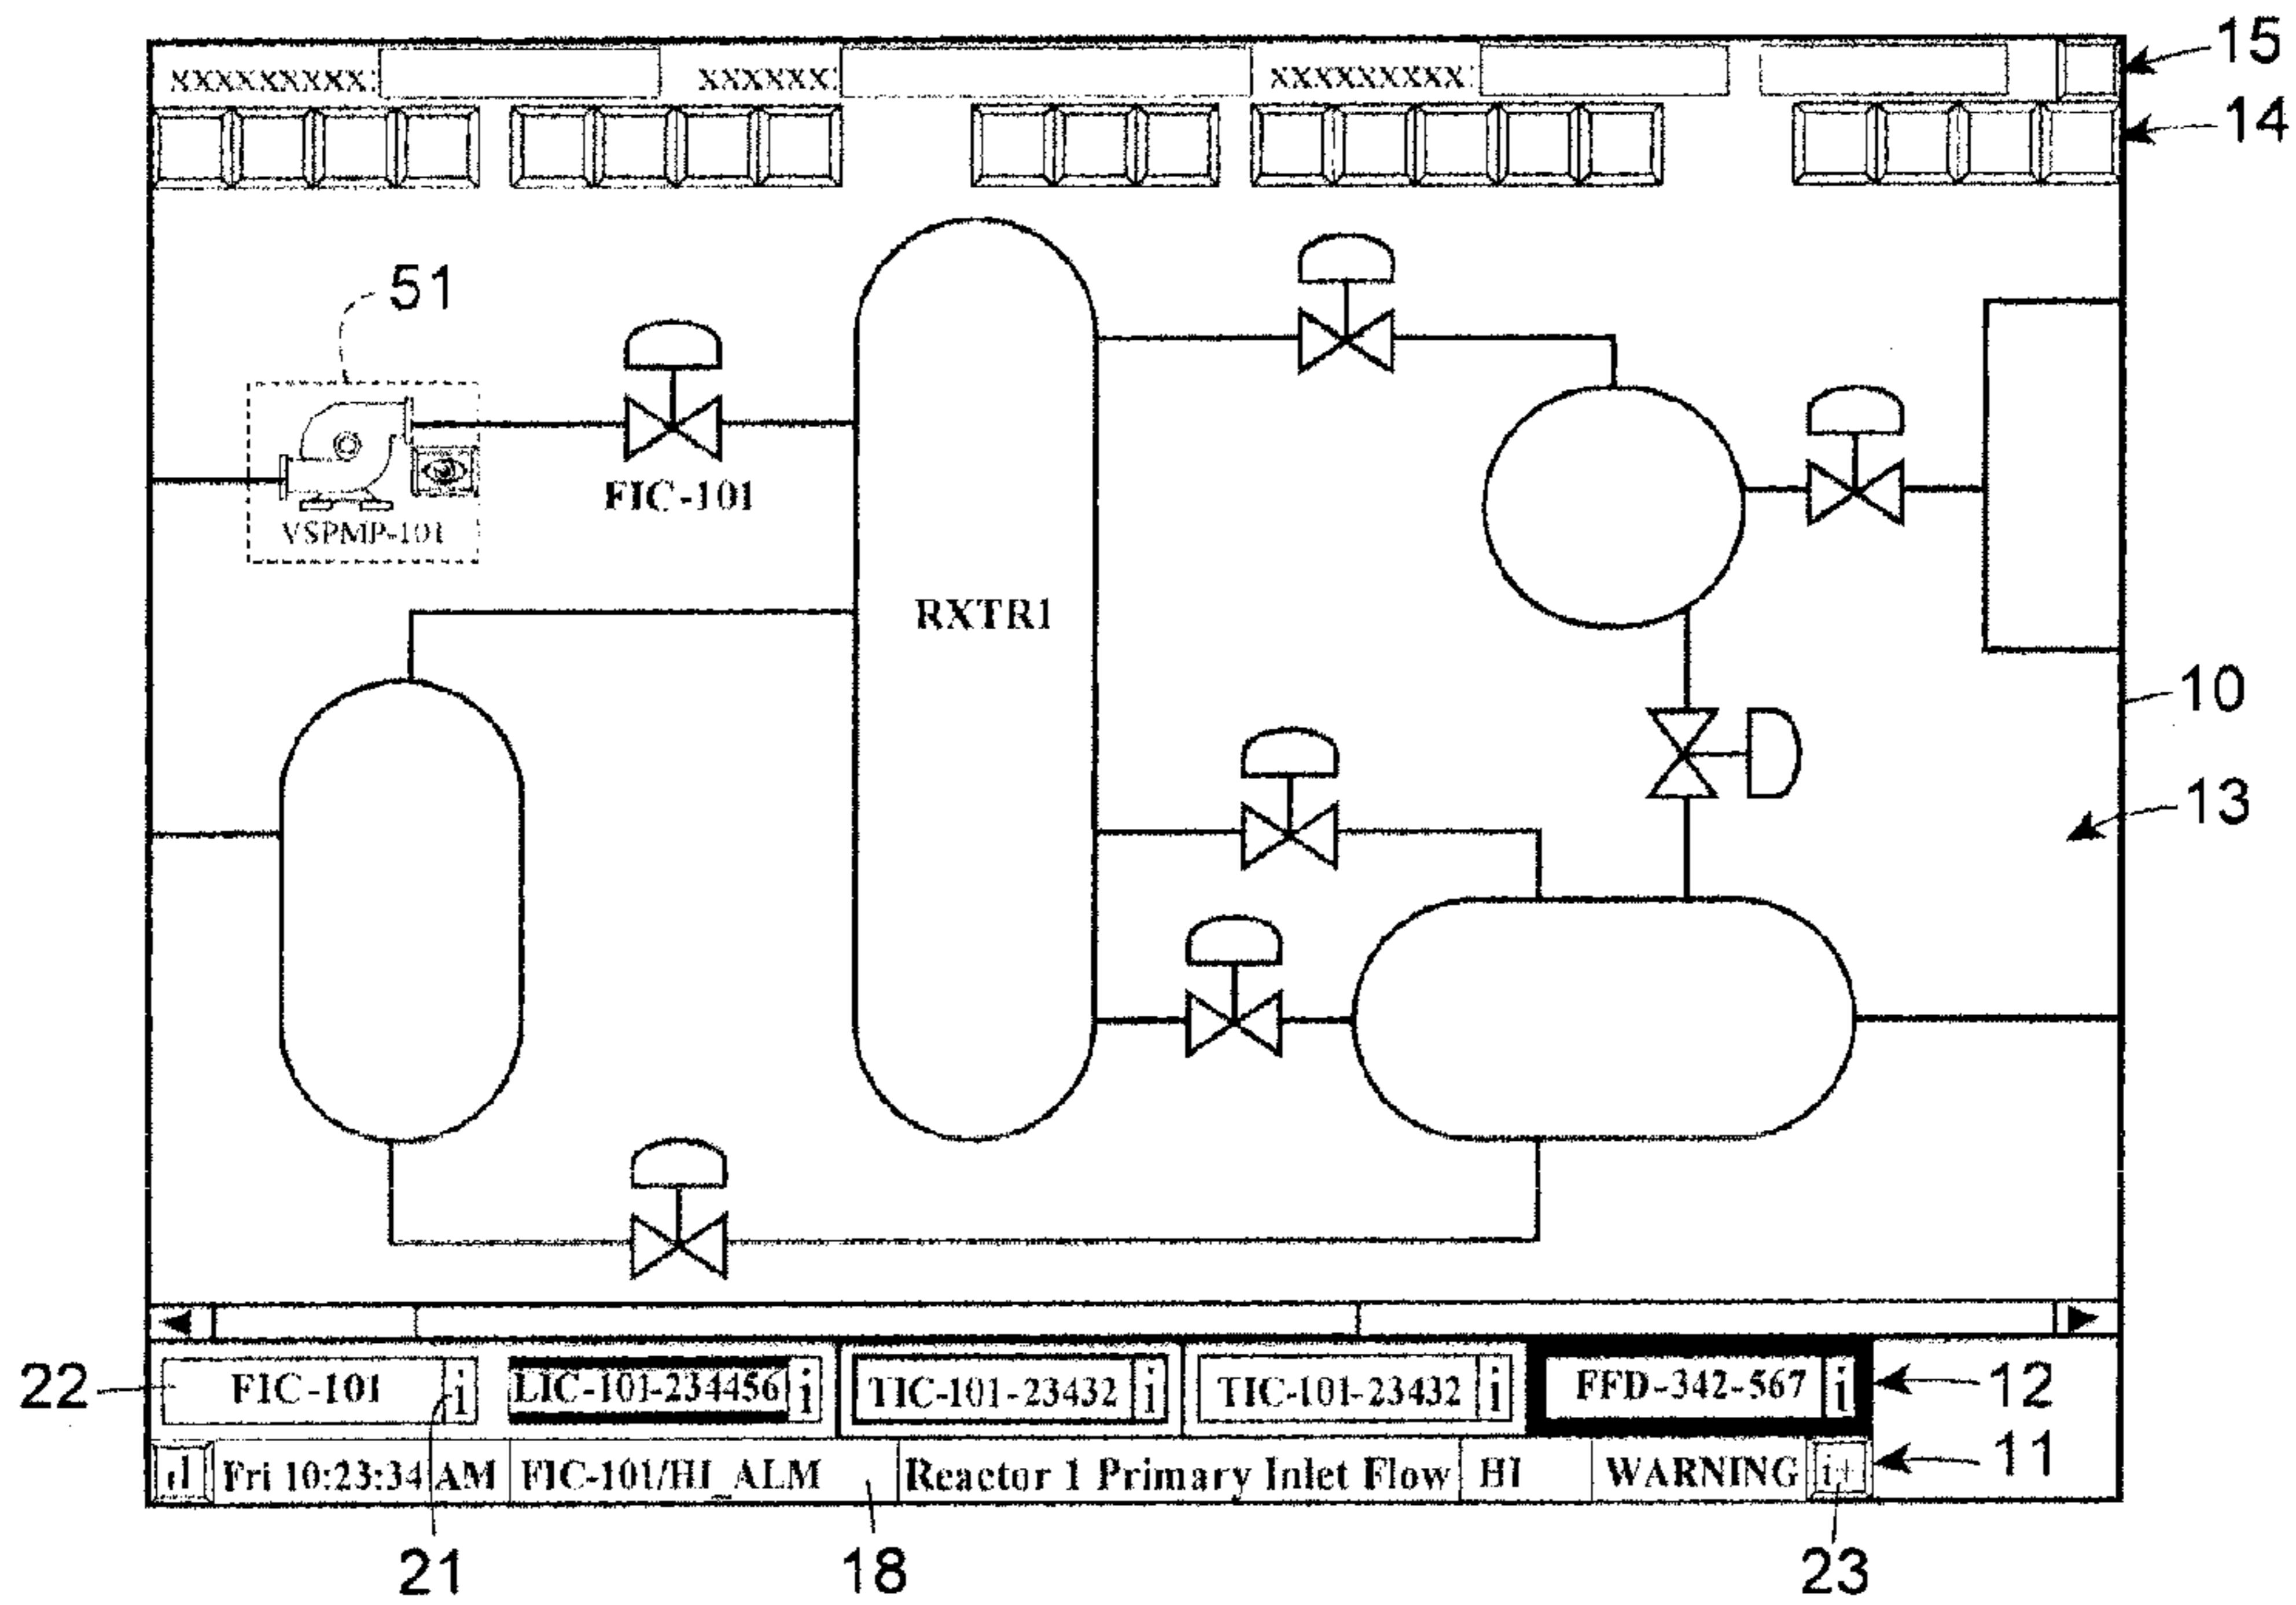 XXXXXXXXX: XXXXXX: XXXXXXXXX: 15
14
51
FIC-101
VSPMP-101
RXTR1
10
13
22 FIC-101 i LIC-101-234456 i TIC-101-23432 i TIC-101-23432 i FFD-342-567 i 12
Fri 10:23:34 AM FIC-101/HI_ALM Reactor 1 Primary Inlet Flow HI WARNING i+ 11
21 18 23